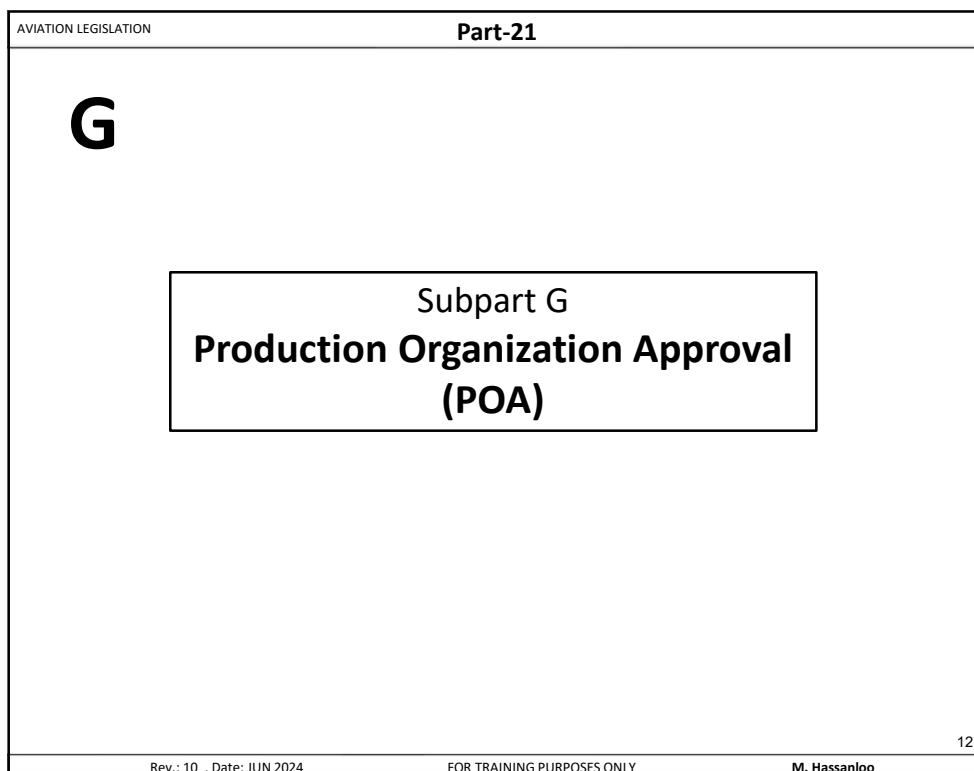 AVIATION LEGISLATION Part-21
G
Subpart G
Production Organization Approval
(POA)
12
Rev.: 10 , Date: JUN 2024 FOR TRAINING PURPOSES ONLY M. Hassanloo